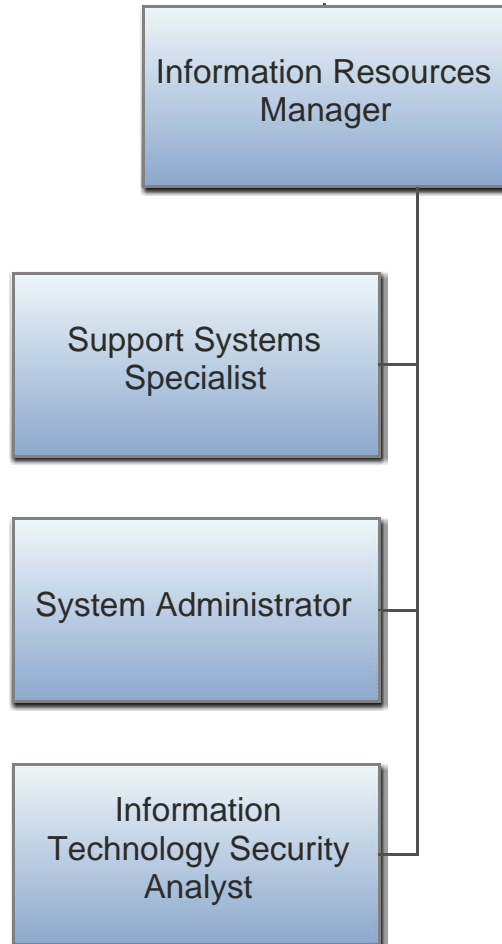 Information Resources
Manager
Support Systems
Specialist
System Administrator
Information
Technology Security
Analyst